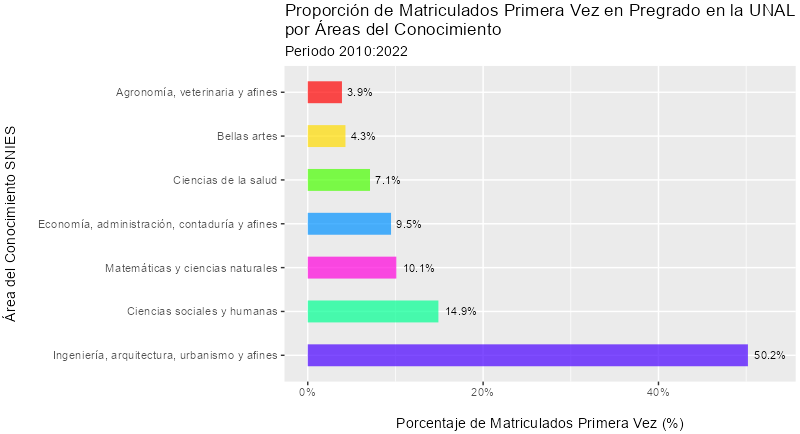 Proporción de Matriculados Primera Vez en Pregrado en la UNAL
por Áreas del Conocimiento
Periodo 2010:2022
Área del Conocimiento SNIES
Agronomía, veterinaria y afines 3.9%
Bellas artes 4.3%
Ciencias de la salud 7.1%
Economía, administración, contaduría y afines 9.5%
Matemáticas y ciencias naturales 10.1%
Ciencias sociales y humanas 14.9%
Ingeniería, arquitectura, urbanismo y afines 50.2%
0% 20% 40%
Porcentaje de Matriculados Primera Vez (%)